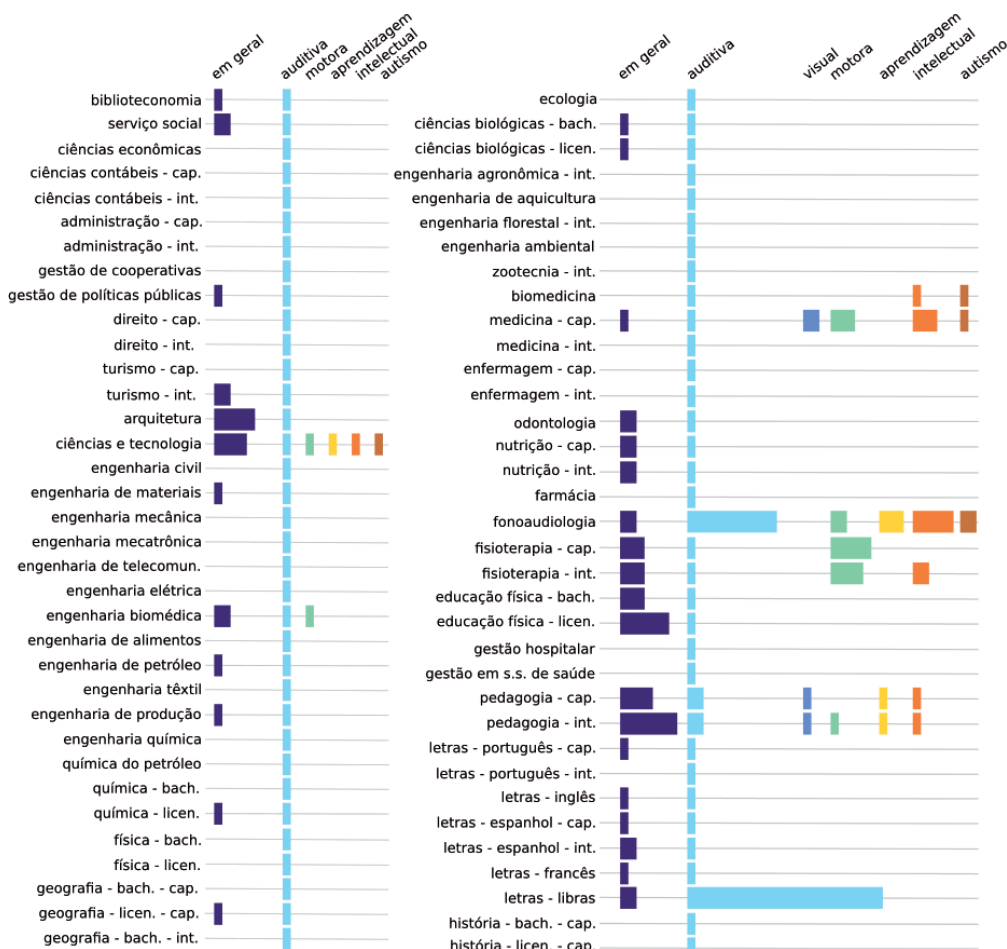 em geral
auditiva
motora
aprendizagem
intelectual
autismo
biblioteconomia
serviço social
ciências econômicas
ciências contábeis - cap.
ciências contábeis - int.
administração - cap.
administração - int.
gestão de cooperativas
gestão de políticas públicas
direito - cap.
direito - int.
turismo - cap.
turismo - int.
arquitetura
ciências e tecnologia
engenharia civil
engenharia de materiais
engenharia mecânica
engenharia mecatrônica
engenharia de telecomun.
engenharia elétrica
engenharia biomédica
engenharia de alimentos
engenharia de petróleo
engenharia têxtil
engenharia de produção
engenharia química
química do petróleo
química - bach.
química - licen.
física - bach.
física - licen.
geografia - bach. - cap.
geografia - licen. - cap.
geografia - bach. - int.
em geral
auditiva
visual
motora
aprendizagem
intelectual
autismo
ecologia
ciências biológicas - bach.
ciências biológicas - licen.
engenharia agronômica - int.
engenharia de aquicultura
engenharia florestal - int.
engenharia ambiental
zootecnia - int.
biomedicina
medicina - cap.
medicina - int.
enfermagem - cap.
enfermagem - int.
odontologia
nutrição - cap.
nutrição - int.
farmácia
fonoaudiologia
fisioterapia - cap.
fisioterapia - int.
educação física - bach.
educação física - licen.
gestão hospitalar
gestão em s.s. de saúde
pedagogia - cap.
pedagogia - int.
letras - português - cap.
letras - português - int.
letras - inglês
letras - espanhol - cap.
letras - espanhol - int.
letras - francês
letras - libras
história - bach. - cap.
história - licen. - cap.